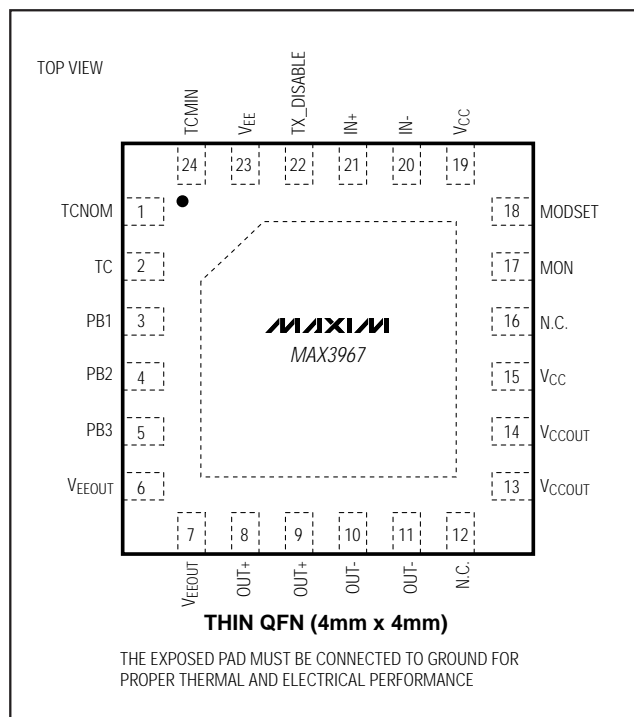 TOP VIEW
TCMIN
VEE
TX_DISABLE
IN+
IN-
VCC
24
23
22
21
20
19
TCNOM 1
18 MODSET
TC 2
17 MON
PB1 3
MAXIM
MAX3967
16 N.C.
PB2 4
15 VCC
PB3 5
14 VCCOUT
VEEOUT 6
13 VCCOUT
7
8
9
10
11
12
VEEOUT
OUT+
OUT+
OUT-
OUT-
N.C.
THIN QFN (4mm x 4mm)
THE EXPOSED PAD MUST BE CONNECTED TO GROUND FOR
PROPER THERMAL AND ELECTRICAL PERFORMANCE